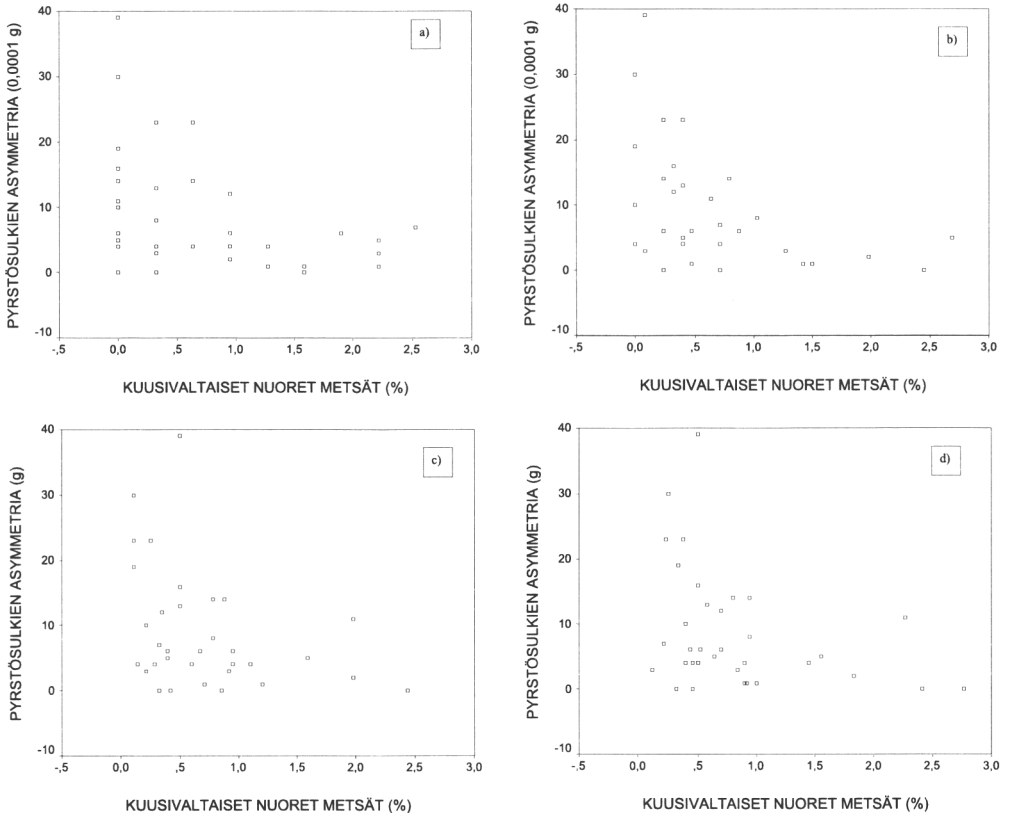 PYRSTÖSULKIEN ASYMMETRIA (0,0001 g)
40
30
20
10
0
-10
a)
-,5 0,0 ,5 1,0 1,5 2,0 2,5 3,0
KUUSIVALTAISET NUORET METSÄT (%)
PYRSTÖSULKIEN ASYMMETRIA (0,0001 g)
40
30
20
10
0
-10
b)
-,5 0,0 ,5 1,0 1,5 2,0 2,5 3,0
KUUSIVALTAISET NUORET METSÄT (%)
PYRSTÖSULKIEN ASYMMETRIA (g)
40
30
20
10
0
-10
c)
-,5 0,0 ,5 1,0 1,5 2,0 2,5 3,0
KUUSIVALTAISET NUORET METSÄT (%)
PYRSTÖSULKIEN ASYMMETRIA (g)
40
30
20
10
0
-10
d)
-,5 0,0 ,5 1,0 1,5 2,0 2,5 3,0
KUUSIVALTAISET NUORET METSÄT (%)